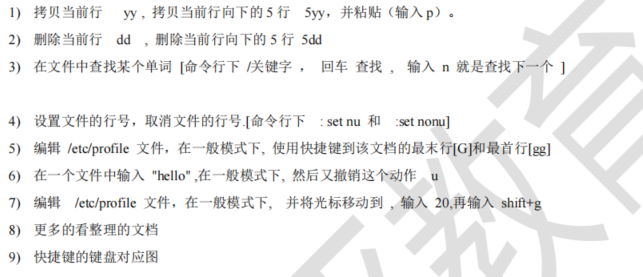 1) 拷贝当前行 yy , 拷贝当前行向下的 5 行 5yy，并粘贴（输入 p）。
2) 删除当前行 dd , 删除当前行向下的 5 行 5dd
3) 在文件中查找某个单词 [命令行下 /关键字 ， 回车 查找 ， 输入 n 就是查找下一个 ]
4) 设置文件的行号，取消文件的行号.[命令行下 : set nu 和 :set nonu]
5) 编辑 /etc/profile 文件，在一般模式下, 使用快捷键到该文档的最末行[G]和最首行[gg]
6) 在一个文件中输入 "hello" ,在一般模式下, 然后又撤销这个动作 u
7) 编辑 /etc/profile 文件，在一般模式下, 并将光标移动到 , 输入 20,再输入 shift+g
8) 更多的看整理的文档
9) 快捷键的键盘对应图